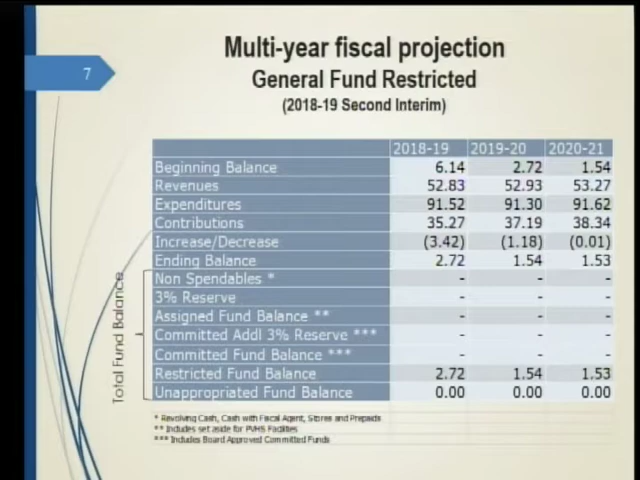 7
Multi-year fiscal projection
General Fund Restricted
(2018-19 Second Interim)
2018-19 2019-20 2020-21
Beginning Balance 6.14 2.72 1.54
Revenues 52.83 52.93 53.27
Expenditures 91.52 91.30 91.62
Contributions 35.27 37.19 38.34
Increase/Decrease (3.42) (1.18) (0.01)
Ending Balance 2.72 1.54 1.53
Total Fund Balance
Non Spendables * - - -
3% Reserve - - -
Assigned Fund Balance ** - - -
Committed Addl 3% Reserve *** - - -
Committed Fund Balance *** - - -
Restricted Fund Balance 2.72 1.54 1.53
Unappropriated Fund Balance 0.00 0.00 0.00
* Revolving Cash, Cash with Fiscal Agent, Stores and Prepaids
** Includes set aside for PVHS Facilities
*** Includes Board Approved Committed Funds